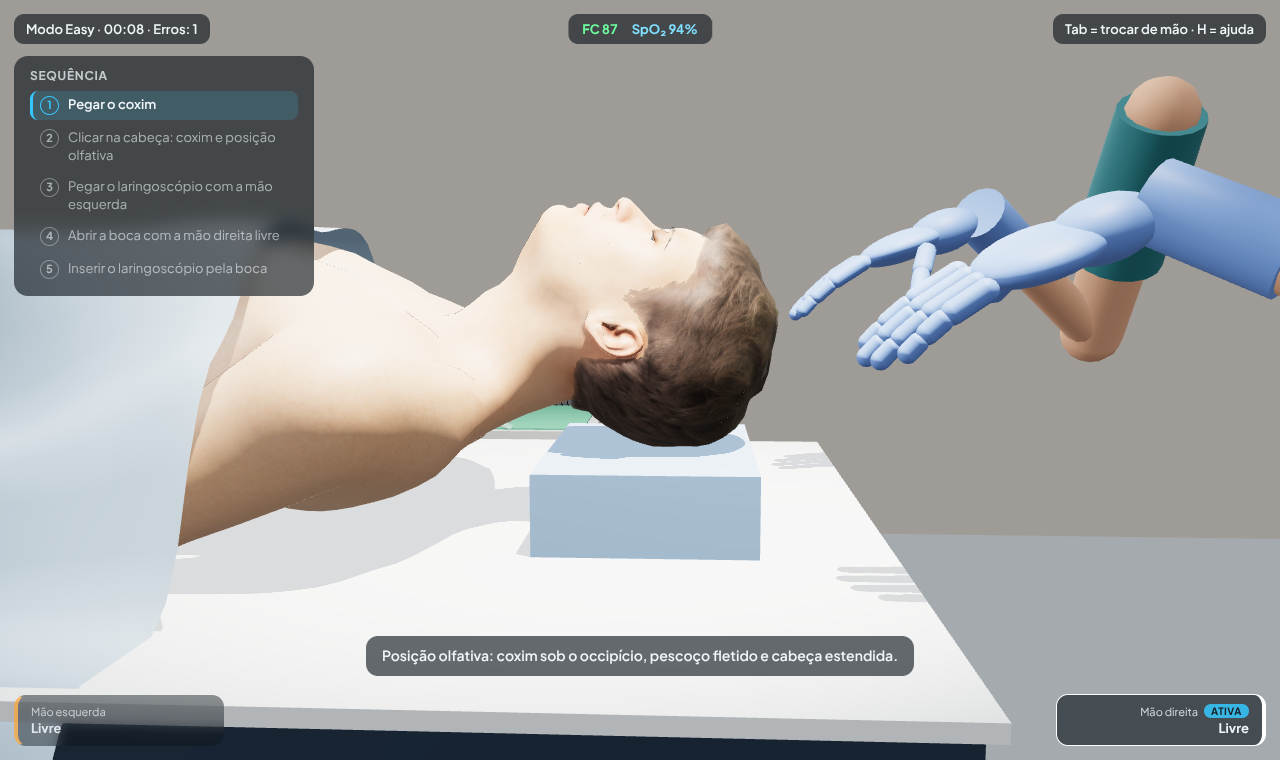 Modo Easy · 00:08 · Erros: 1
FC 87 SpO₂ 94%
Tab = trocar de mão · H = ajuda
SEQUÊNCIA
1 Pegar o coxim
2 Clicar na cabeça: coxim e posição
olfativa
3 Pegar o laringoscópio com a mão
esquerda
4 Abrir a boca com a mão direita livre
5 Inserir o laringoscópio pela boca
Posição olfativa: coxim sob o occipício, pescoço fletido e cabeça estendida.
Mão esquerda
Livre
Mão direita ATIVA
Livre